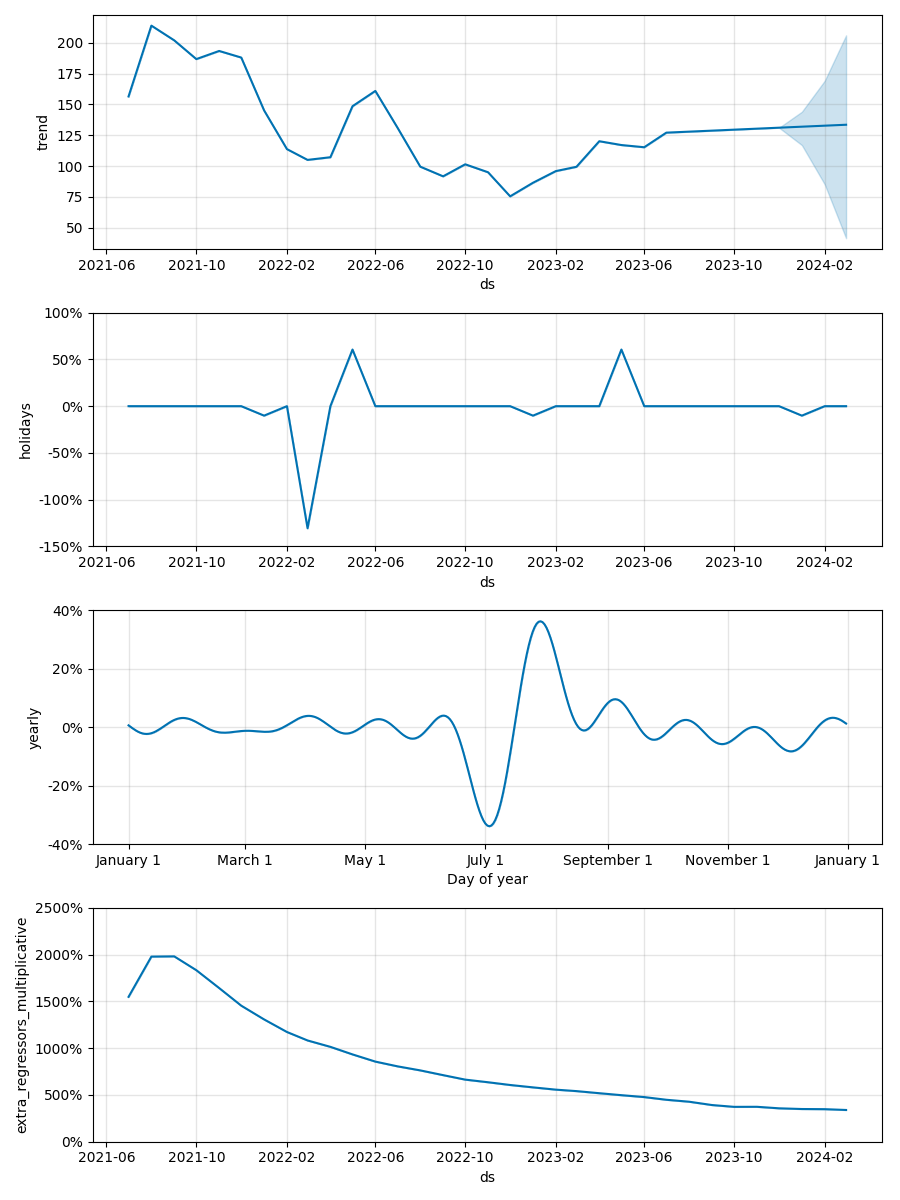 200
175
150
125
100
75
50
trend
2021-06 2021-10 2022-02 2022-06 2022-10 2023-02 2023-06 2023-10 2024-02
ds
100%
50%
0%
-50%
-100%
-150%
holidays
2021-06 2021-10 2022-02 2022-06 2022-10 2023-02 2023-06 2023-10 2024-02
ds
40%
20%
0%
-20%
-40%
yearly
January 1 March 1 May 1 July 1 September 1 November 1 January 1
Day of year
2500%
2000%
1500%
1000%
500%
0%
extra_regressors_multiplicative
2021-06 2021-10 2022-02 2022-06 2022-10 2023-02 2023-06 2023-10 2024-02
ds